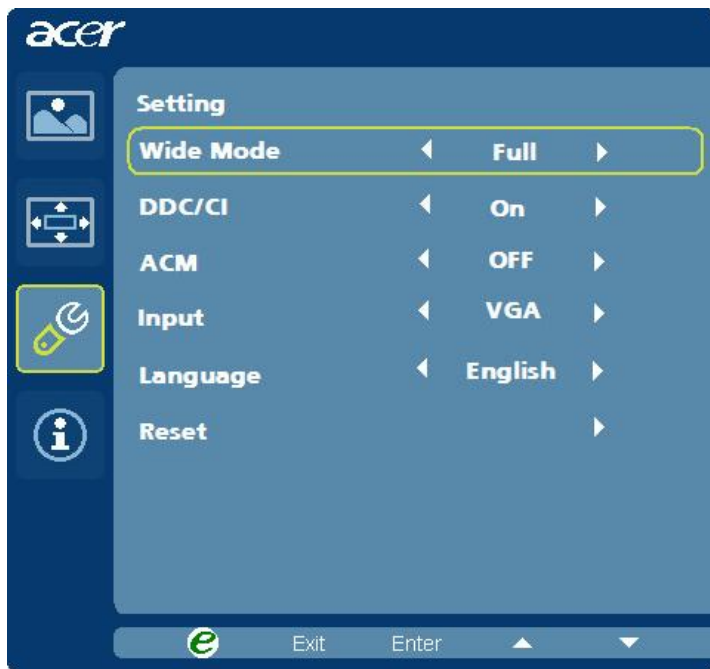 acer
Setting
Wide Mode Full
DDC/CI On
ACM OFF
Input VGA
Language English
Reset
e Exit Enter